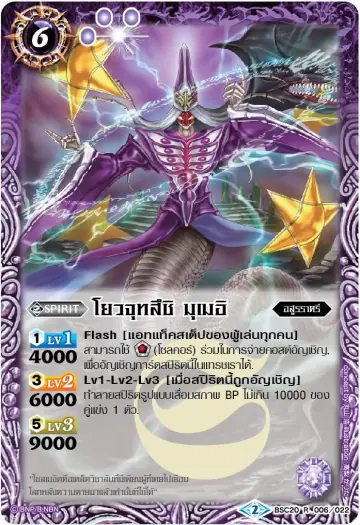 6
SPIRIT โยวฉุทสึชิ มุเมอิ อสูรราตรี
1 LV1 4000
3 LV2 6000
5 LV3 9000
Flash [แอทแท็คสเต็ปของผู้เล่นทุกคน]
สามารถใช้ (โซลคอร์) ร่วมในการจ่ายคอสต์อัญเชิญ,
เพื่ออัญเชิญการ์ดสปิริตนี้ในแทรชเราได้.
Lv1-Lv2-Lv3 [เมื่อสปิริตนี้ถูกอัญเชิญ]
ทำลายสปิริตรูปแบบเสื่อมสภาพ BP ไม่เกิน 10000 ของ
คู่แข่ง 1 ตัว.
©BNP/BNBN 2 BSC20 R 006/022